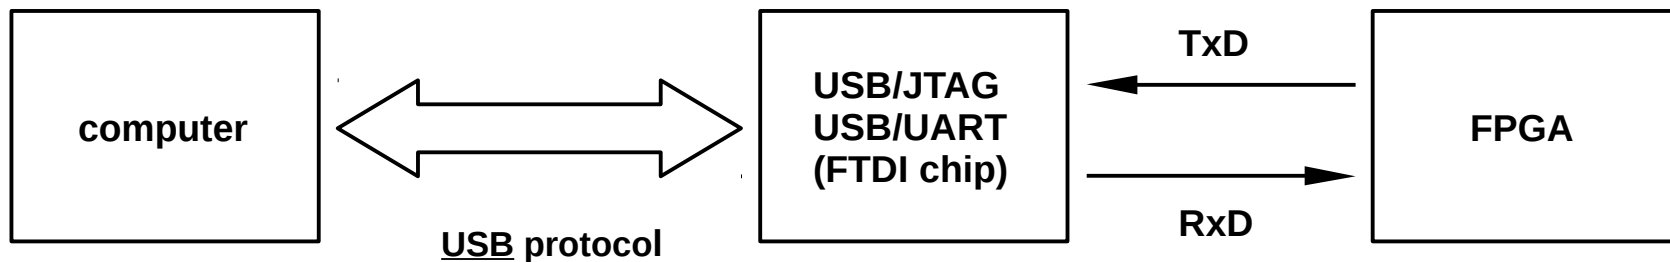 computer
USB protocol
USB/JTAG
USB/UART
(FTDI chip)
TxD
RxD
FPGA